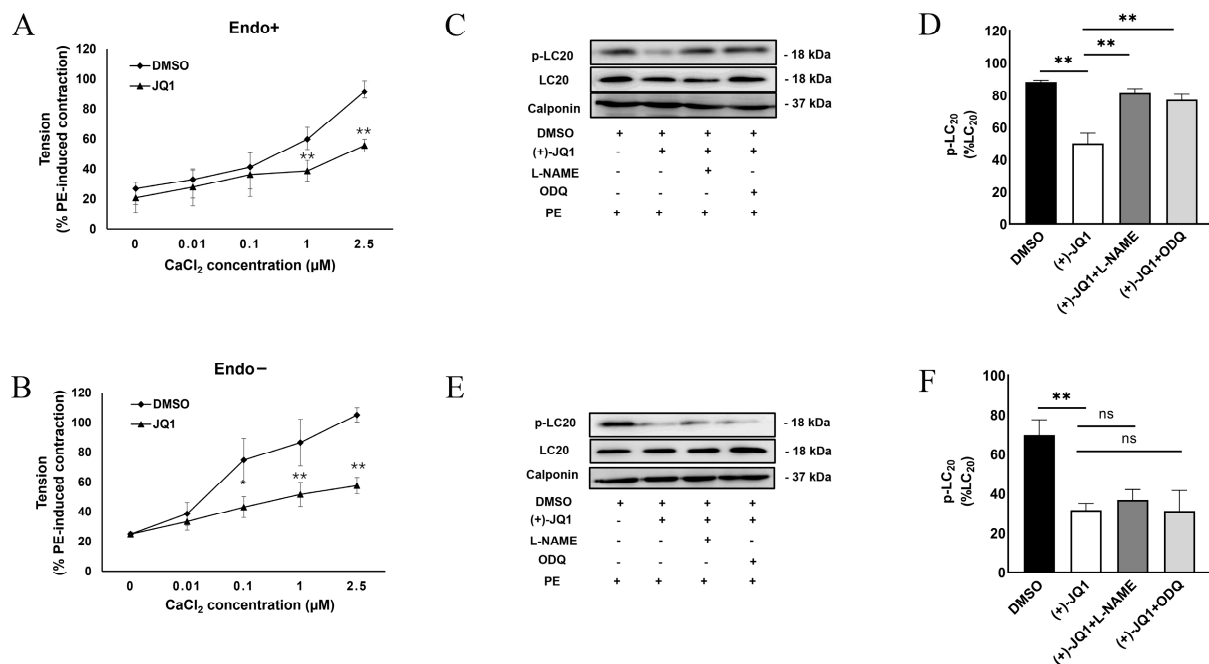 A
Endo+
DMSO
JQ1
Tension
(% PE-induced contraction)
120
100
80
60
40
20
0
**
**
0 0.01 0.1 1 2.5
CaCl₂ concentration (µM)
B
Endo−
DMSO
JQ1
Tension
(% PE-induced contraction)
120
100
80
60
40
20
0
*
**
**
0 0.01 0.1 1 2.5
CaCl₂ concentration (µM)
C
p-LC20 - 18 kDa
LC20 - 18 kDa
Calponin - 37 kDa
DMSO + + + +
(+)-JQ1 - + + +
L-NAME - - + -
ODQ - - - +
PE + + + +
D
**
**
**
p-LC₂₀
(%LC₂₀)
100
80
60
40
20
0
DMSO
(+)-JQ1
(+)-JQ1+L-NAME
(+)-JQ1+ODQ
E
p-LC20 - 18 kDa
LC20 - 18 kDa
Calponin - 37 kDa
DMSO + + + +
(+)-JQ1 - + + +
L-NAME - - + -
ODQ - - - +
PE + + + +
F
**
ns
ns
p-LC₂₀
(%LC₂₀)
100
80
60
40
20
0
DMSO
(+)-JQ1
(+)-JQ1+L-NAME
(+)-JQ1+ODQ